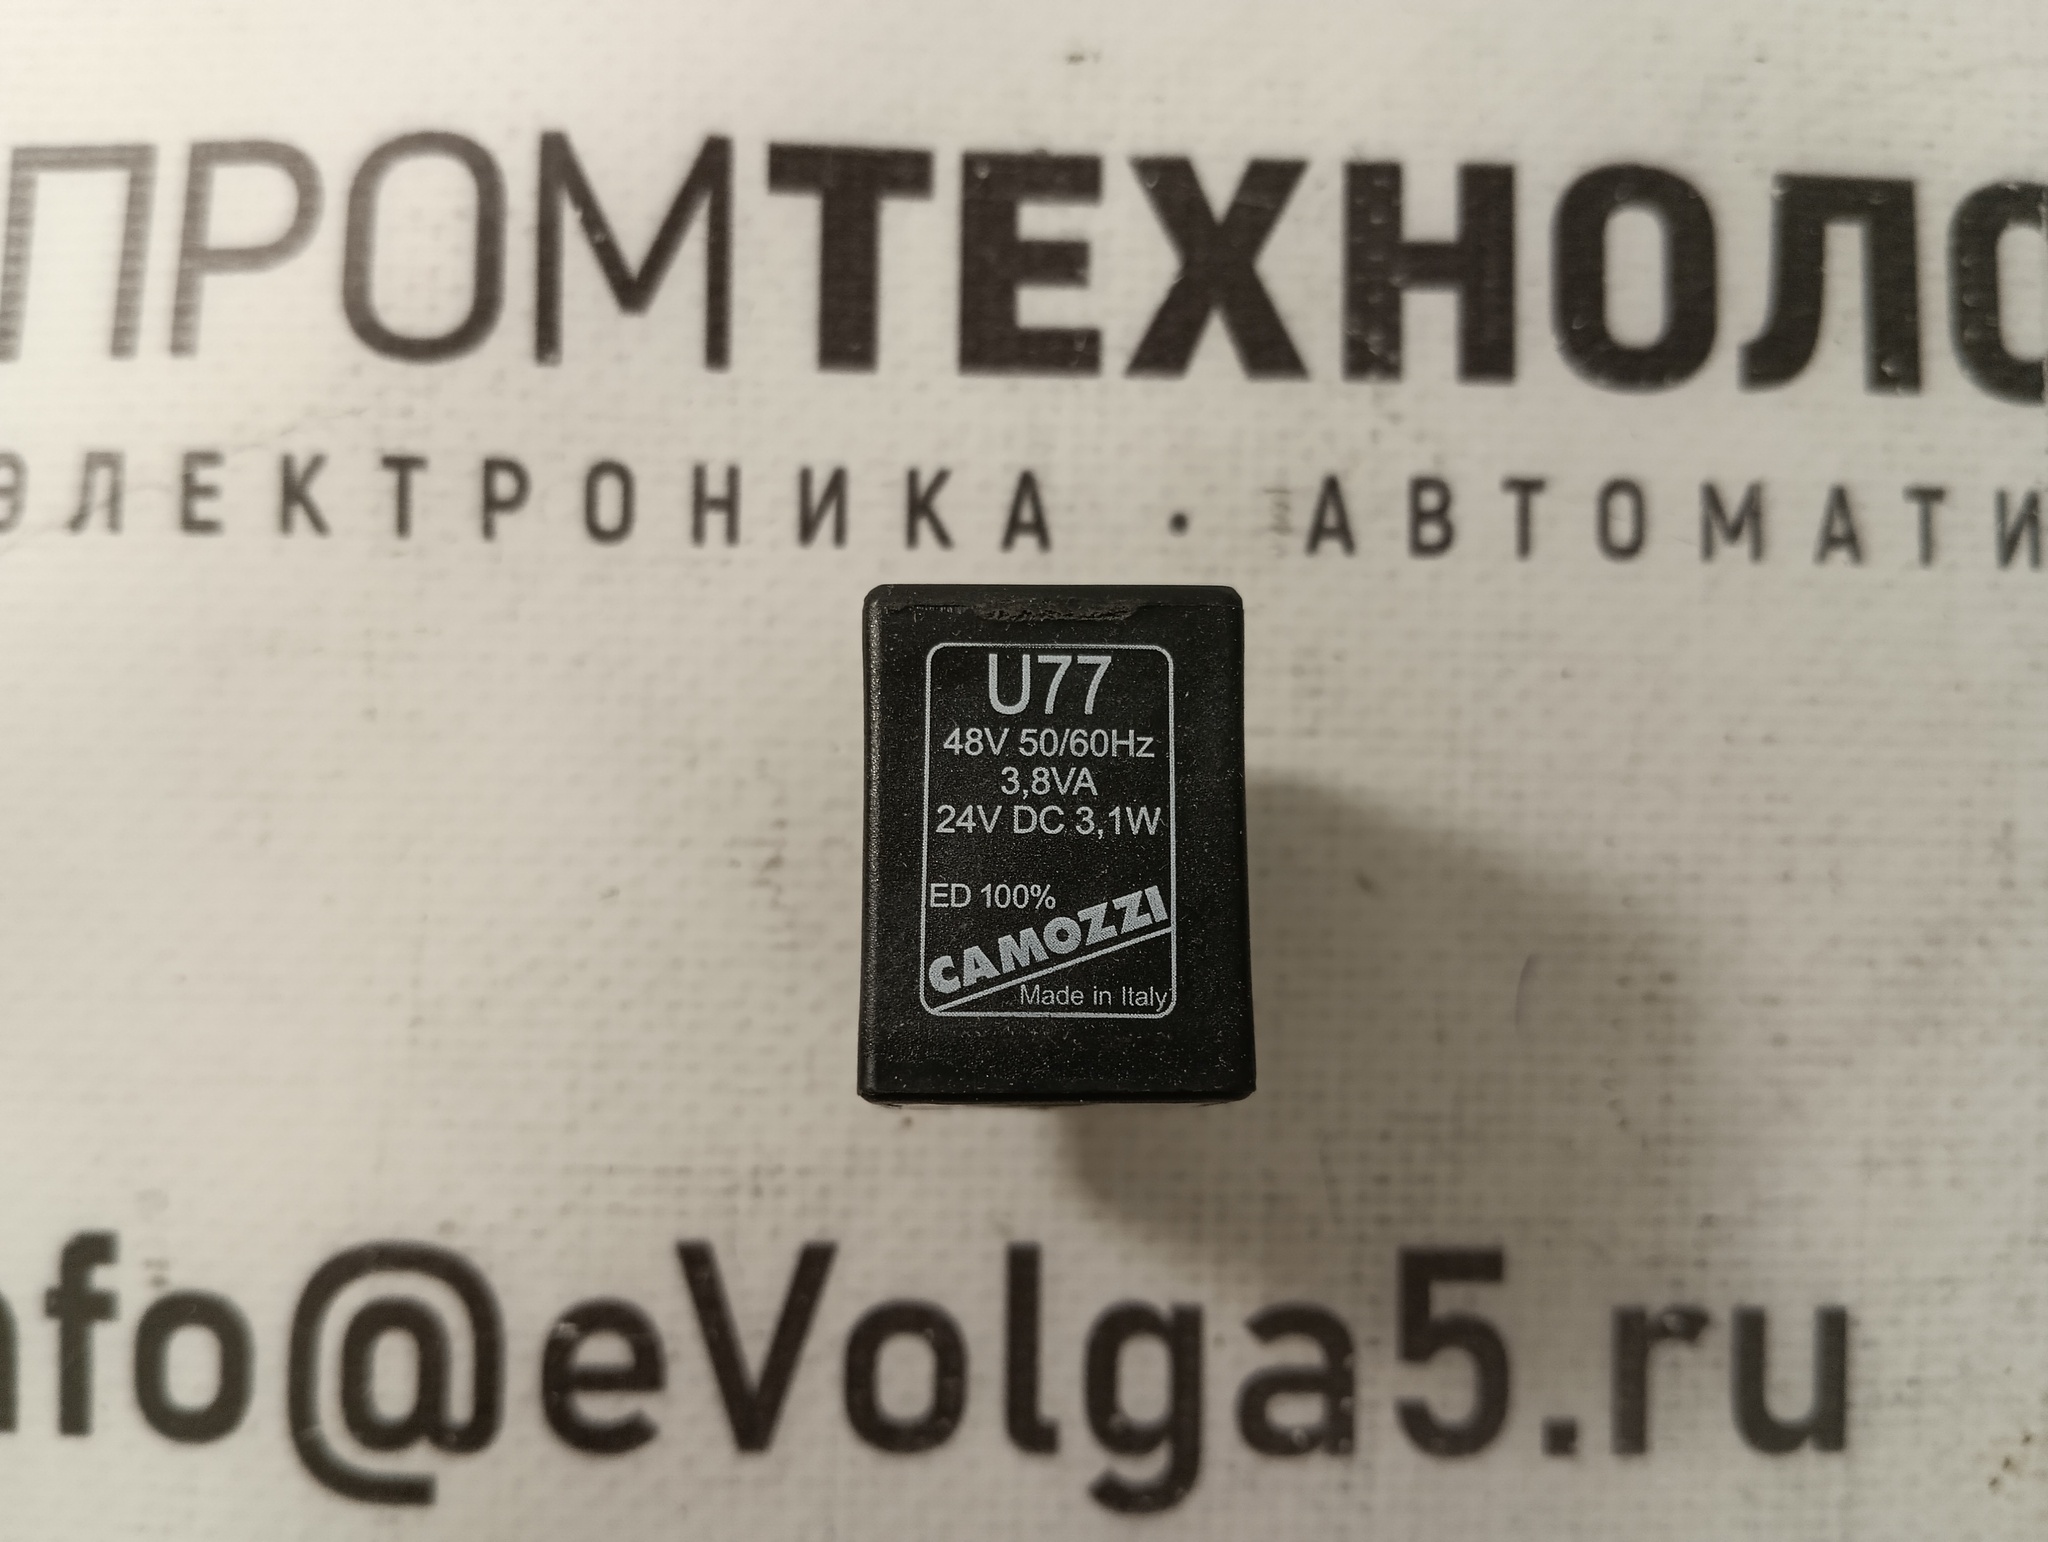 ПРОМТЕХНОЛО
ЭЛЕКТРОНИКА · АВТОМАТИ
U77
48V 50/60Hz
3,8VA
24V DC 3,1W
ED 100%
CAMOZZI
Made in Italy
nfo@eVolga5.ru